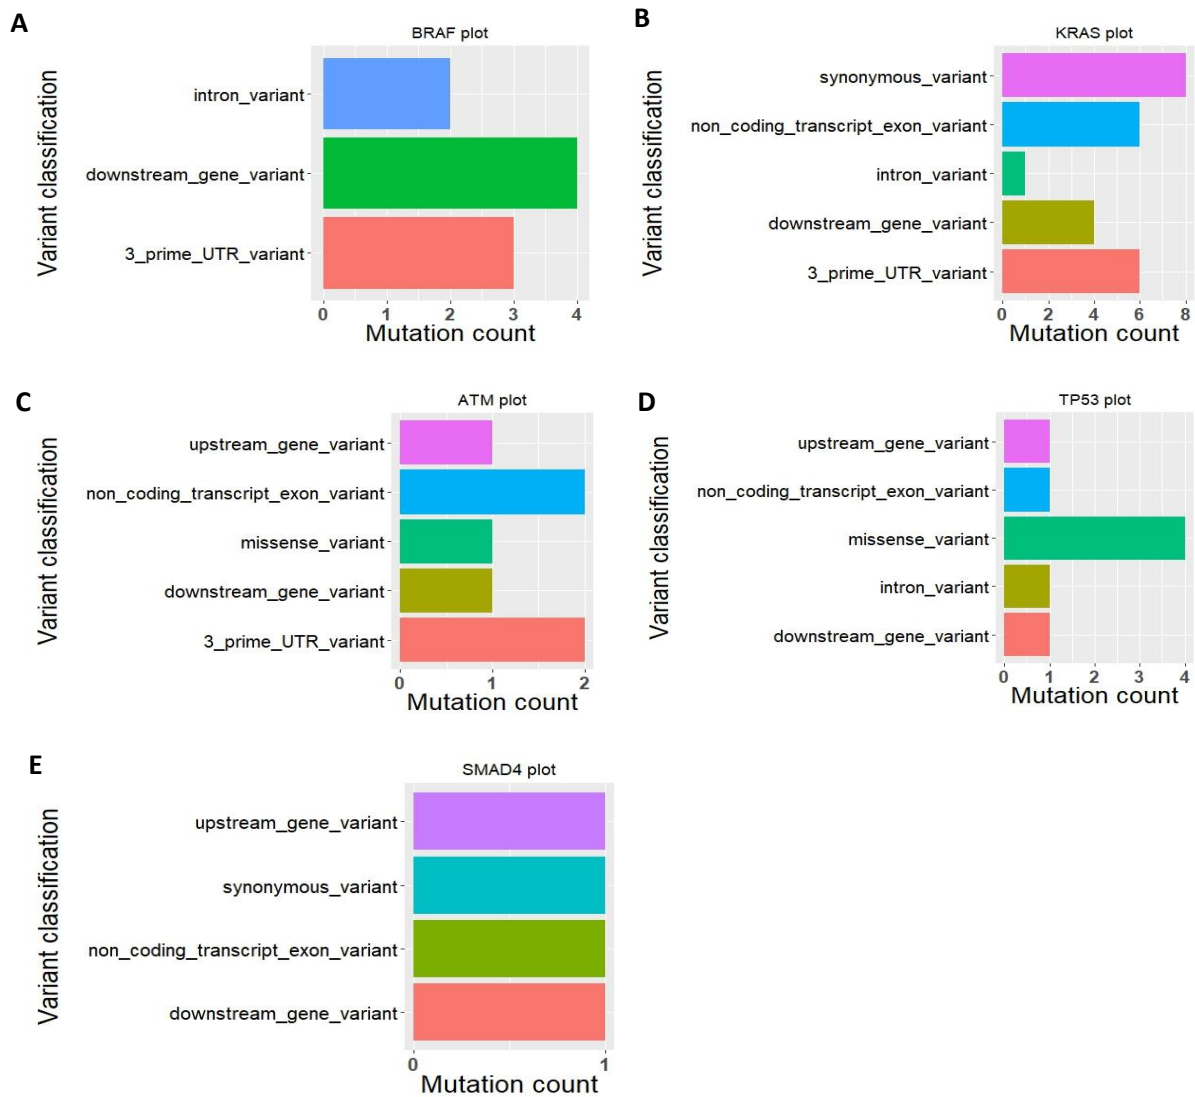 A
BRAF plot
Variant classification
intron_variant
downstream_gene_variant
3_prime_UTR_variant
0 1 2 3 4
Mutation count
B
KRAS plot
Variant classification
synonymous_variant
non_coding_transcript_exon_variant
intron_variant
downstream_gene_variant
3_prime_UTR_variant
0 2 4 6 8
Mutation count
C
ATM plot
Variant classification
upstream_gene_variant
non_coding_transcript_exon_variant
missense_variant
downstream_gene_variant
3_prime_UTR_variant
0 1 2
Mutation count
D
TP53 plot
Variant classification
upstream_gene_variant
non_coding_transcript_exon_variant
missense_variant
intron_variant
downstream_gene_variant
0 1 2 3 4
Mutation count
E
SMAD4 plot
Variant classification
upstream_gene_variant
synonymous_variant
non_coding_transcript_exon_variant
downstream_gene_variant
0 1
Mutation count